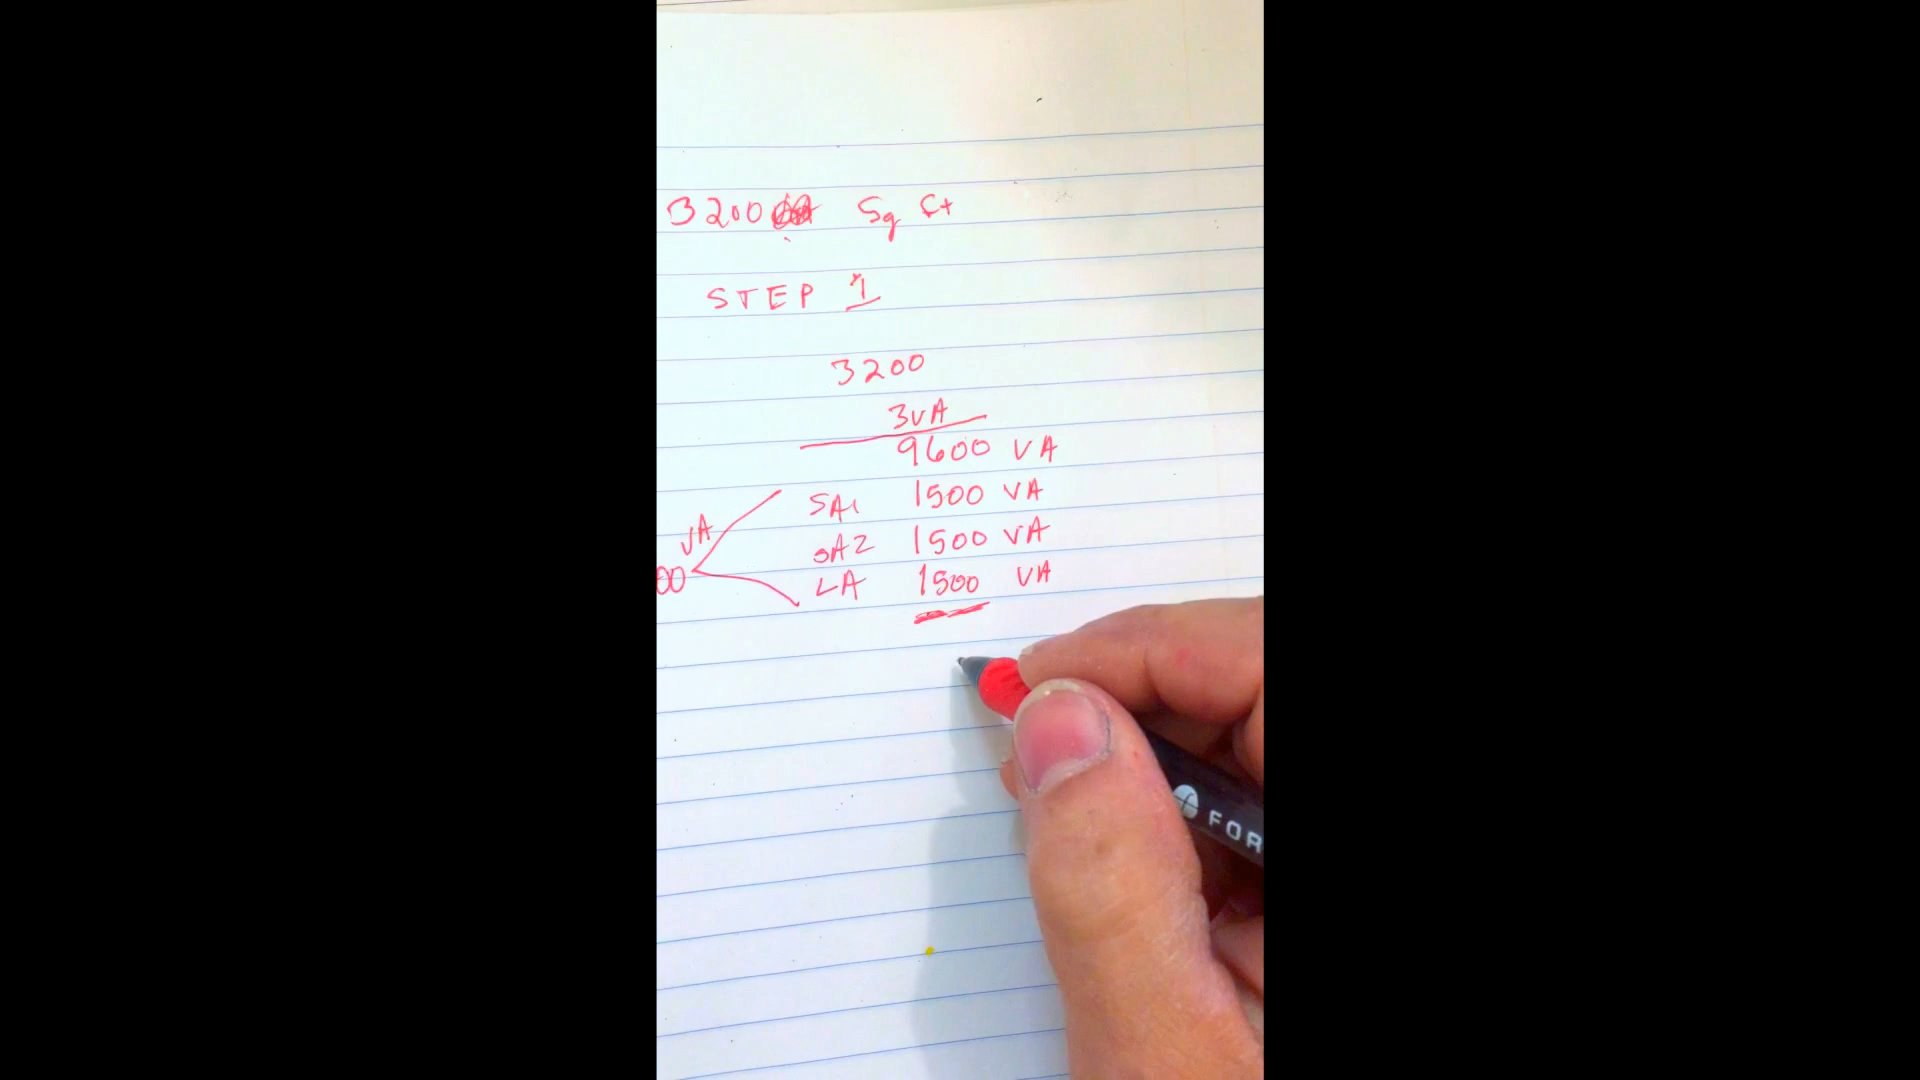 3200 Sq ft
STEP 1
3200
3VA
9600 VA
SA1 1500 VA
SA2 1500 VA
LA 1500 VA
VA
00
FOR